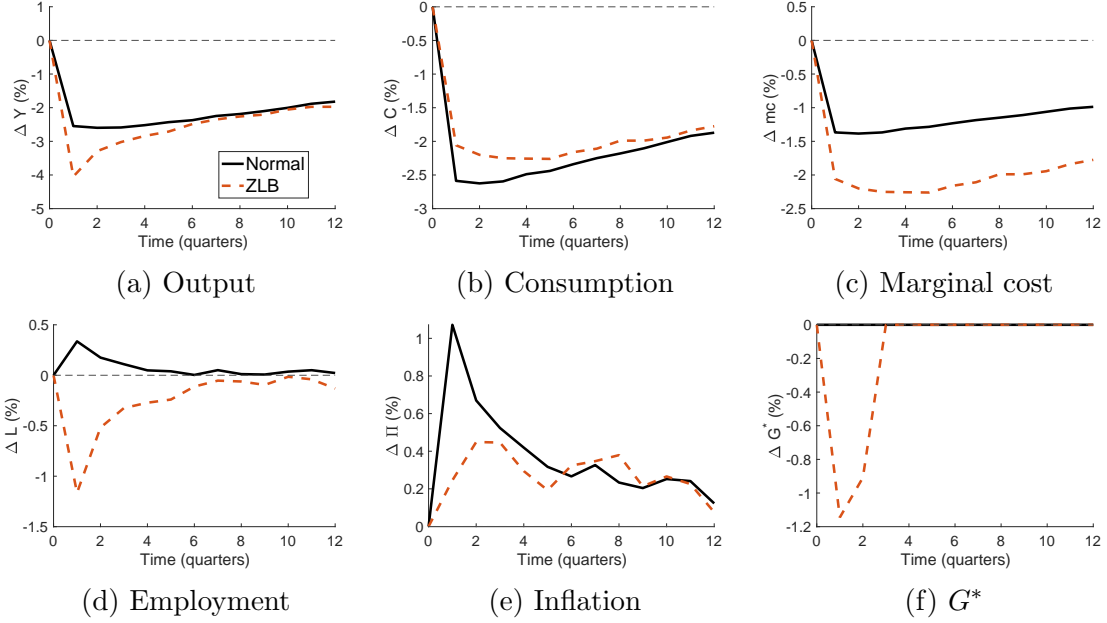 Δ Y (%)
1
0
-1
-2
-3
-4
-5
0 2 4 6 8 10 12
Time (quarters)
Normal
ZLB
(a) Output
Δ C (%)
0
-0.5
-1
-1.5
-2
-2.5
-3
0 2 4 6 8 10 12
Time (quarters)
(b) Consumption
Δ mc (%)
0.5
0
-0.5
-1
-1.5
-2
-2.5
0 2 4 6 8 10 12
Time (quarters)
(c) Marginal cost
Δ L (%)
0.5
0
-0.5
-1
-1.5
0 2 4 6 8 10 12
Time (quarters)
(d) Employment
Δ Π (%)
1
0.8
0.6
0.4
0.2
0
0 2 4 6 8 10 12
Time (quarters)
(e) Inflation
Δ G* (%)
0
-0.2
-0.4
-0.6
-0.8
-1
-1.2
0 2 4 6 8 10 12
Time (quarters)
(f) G*